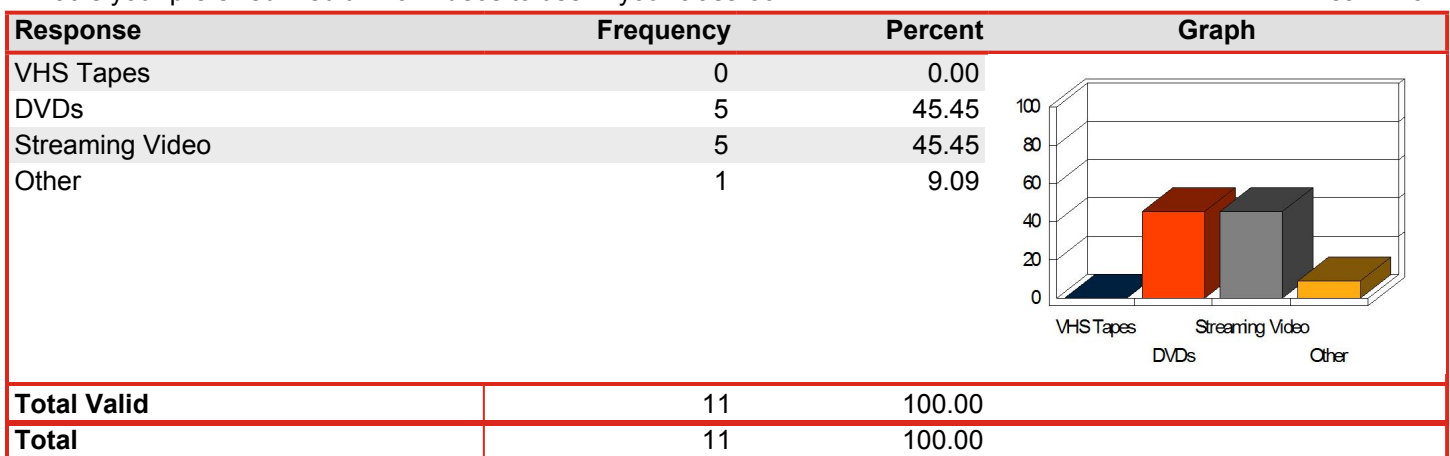 Response Frequency Percent Graph
VHS Tapes 0 0.00
DVDs 5 45.45
Streaming Video 5 45.45
Other 1 9.09
100
80
60
40
20
0
VHS Tapes Streaming Video
DVDs Other
Total Valid 11 100.00
Total 11 100.00